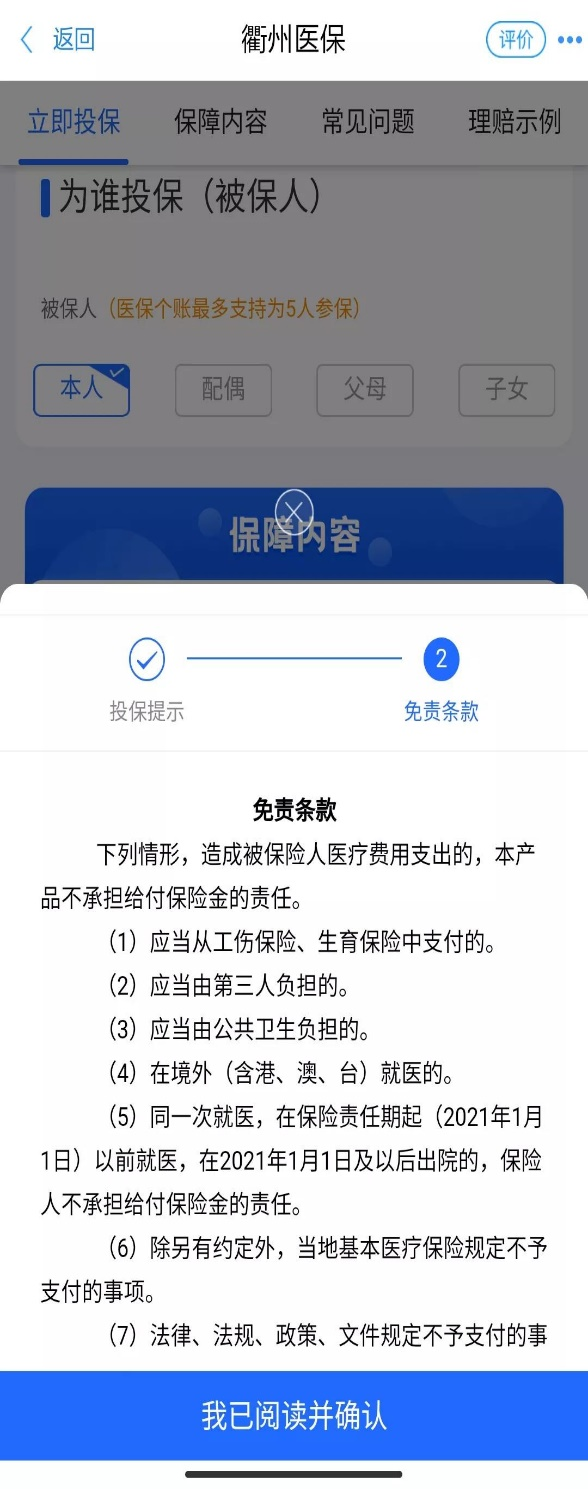 返回
衢州医保
评价
立即投保 保障内容 常见问题 理赔示例
为谁投保（被保人）
被保人（医保个账最多支持为5人参保）
本人 配偶 父母 子女
保障内容
2
投保提示 免责条款
免责条款
下列情形，造成被保险人医疗费用支出的，本产
品不承担给付保险金的责任。
（1）应当从工伤保险、生育保险中支付的。
（2）应当由第三人负担的。
（3）应当由公共卫生负担的。
（4）在境外（含港、澳、台）就医的。
（5）同一次就医，在保险责任期起（2021年1月
1日）以前就医，在2021年1月1日及以后出院的，保险
人不承担给付保险金的责任。
（6）除另有约定外，当地基本医疗保险规定不予
支付的事项。
（7）法律、法规、政策、文件规定不予支付的事
我已阅读并确认